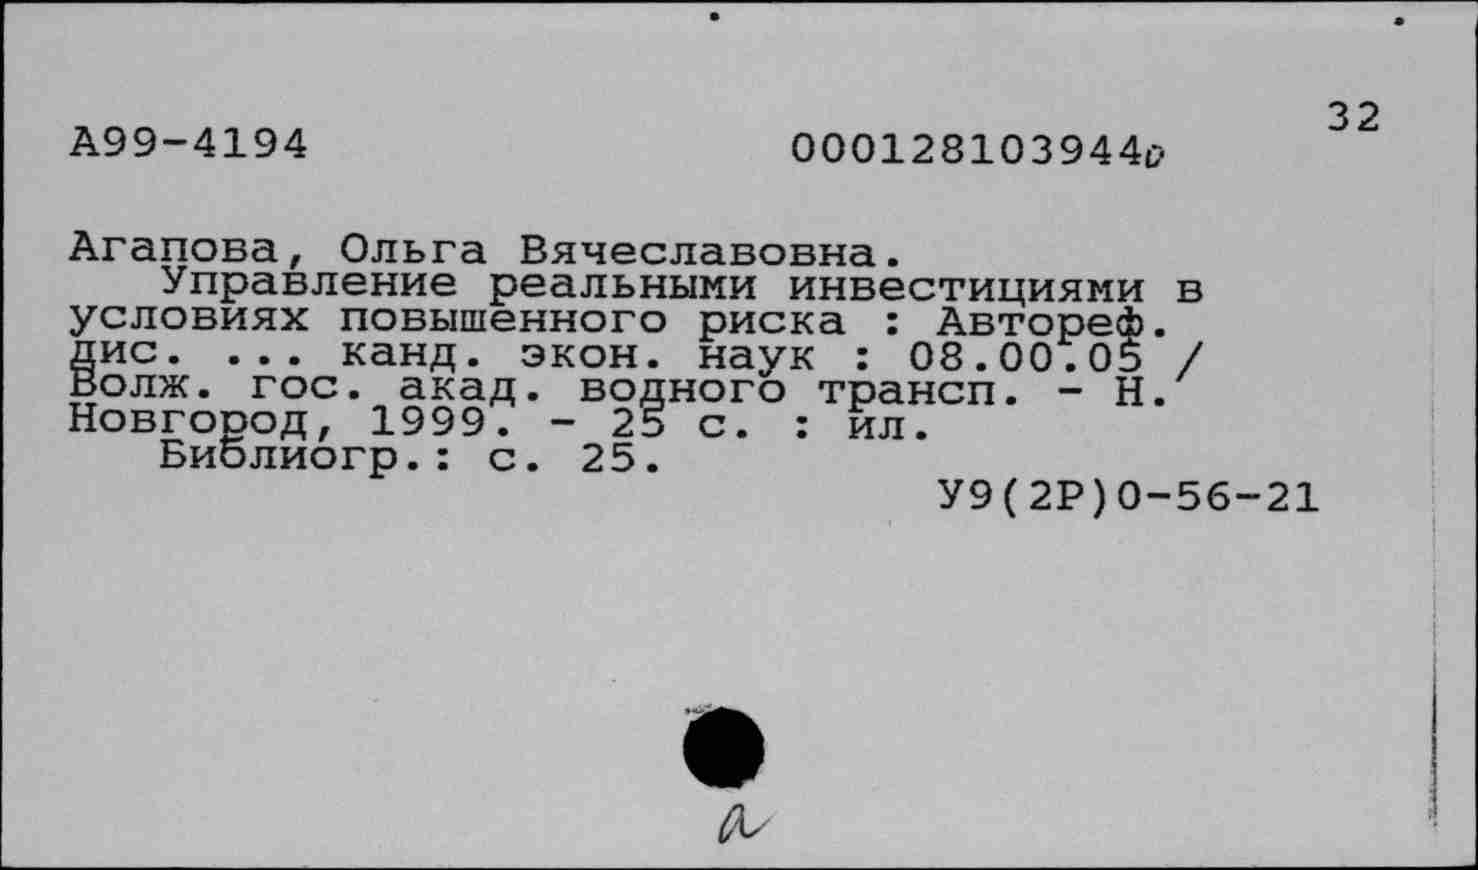 32
А99-4194 000128103944
Агапова, Ольга Вячеславовна.
Управление реальными инвестициями в
условиях повышенного риска : Автореф.
дис. ... канд. экон. наук : 08.00.05 /
Волж. гос. акад. водного трансп. - Н.
Новгород, 1999. - 25 с. : ил.
Библиогр.: с. 25.
У9(2Р)0-56-21